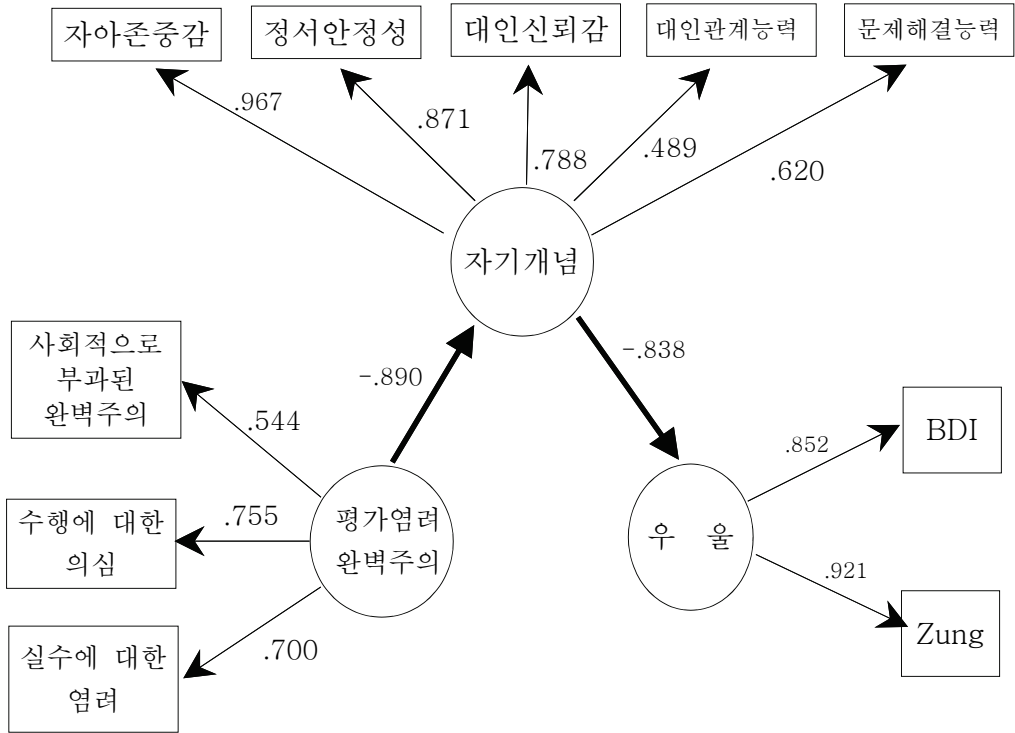 자아존중감
정서안정성
대인신뢰감
대인관계능력
문제해결능력
.967
.871
.788
.489
.620
자기개념
사회적으로
부과된
완벽주의
-.890
-.838
.544
BDI
.852
수행에 대한
의심
.755
평가염려
완벽주의
우 울
.921
실수에 대한
염려
.700
Zung